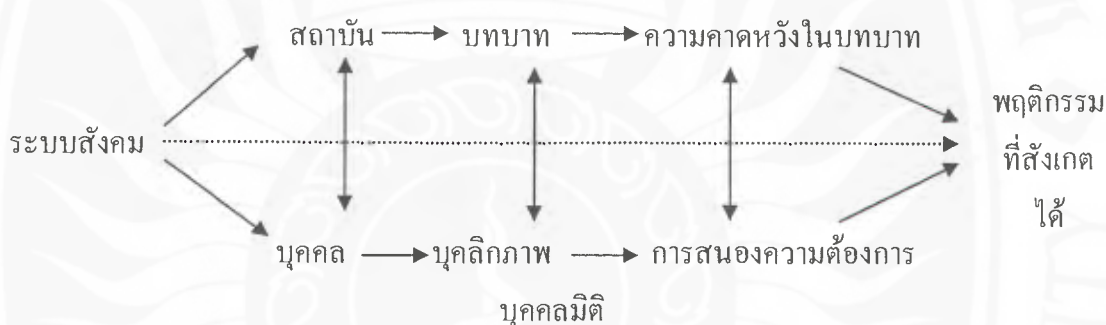 สถาบัน บทบาท ความคาดหวังในบทบาท
ระบบสังคม
พฤติกรรม
ที่สังเกต
ได้
บุคคล บุคลิกภาพ การสนองความต้องการ
บุคคลมิติ